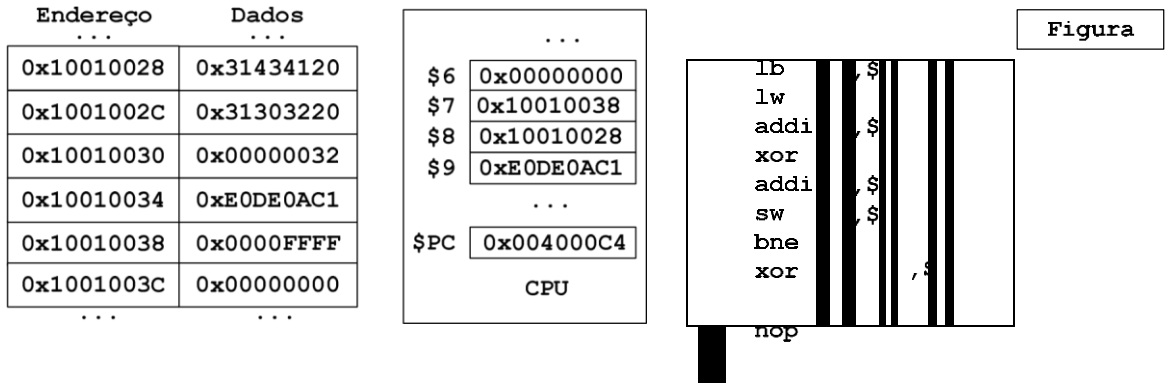 Endereço Dados
... ...
0x10010028 0x31434120
0x1001002C 0x31303220
0x10010030 0x00000032
0x10010034 0xE0DE0AC1
0x10010038 0x0000FFFF
0x1001003C 0x00000000
... ...
...
$6 0x00000000
$7 0x10010038
$8 0x10010028
$9 0xE0DE0AC1
...
$PC 0x004000C4
CPU
Figura
lb ,$
lw
addi ,$
xor
addi ,$
sw ,$
bne
xor ,$
nop